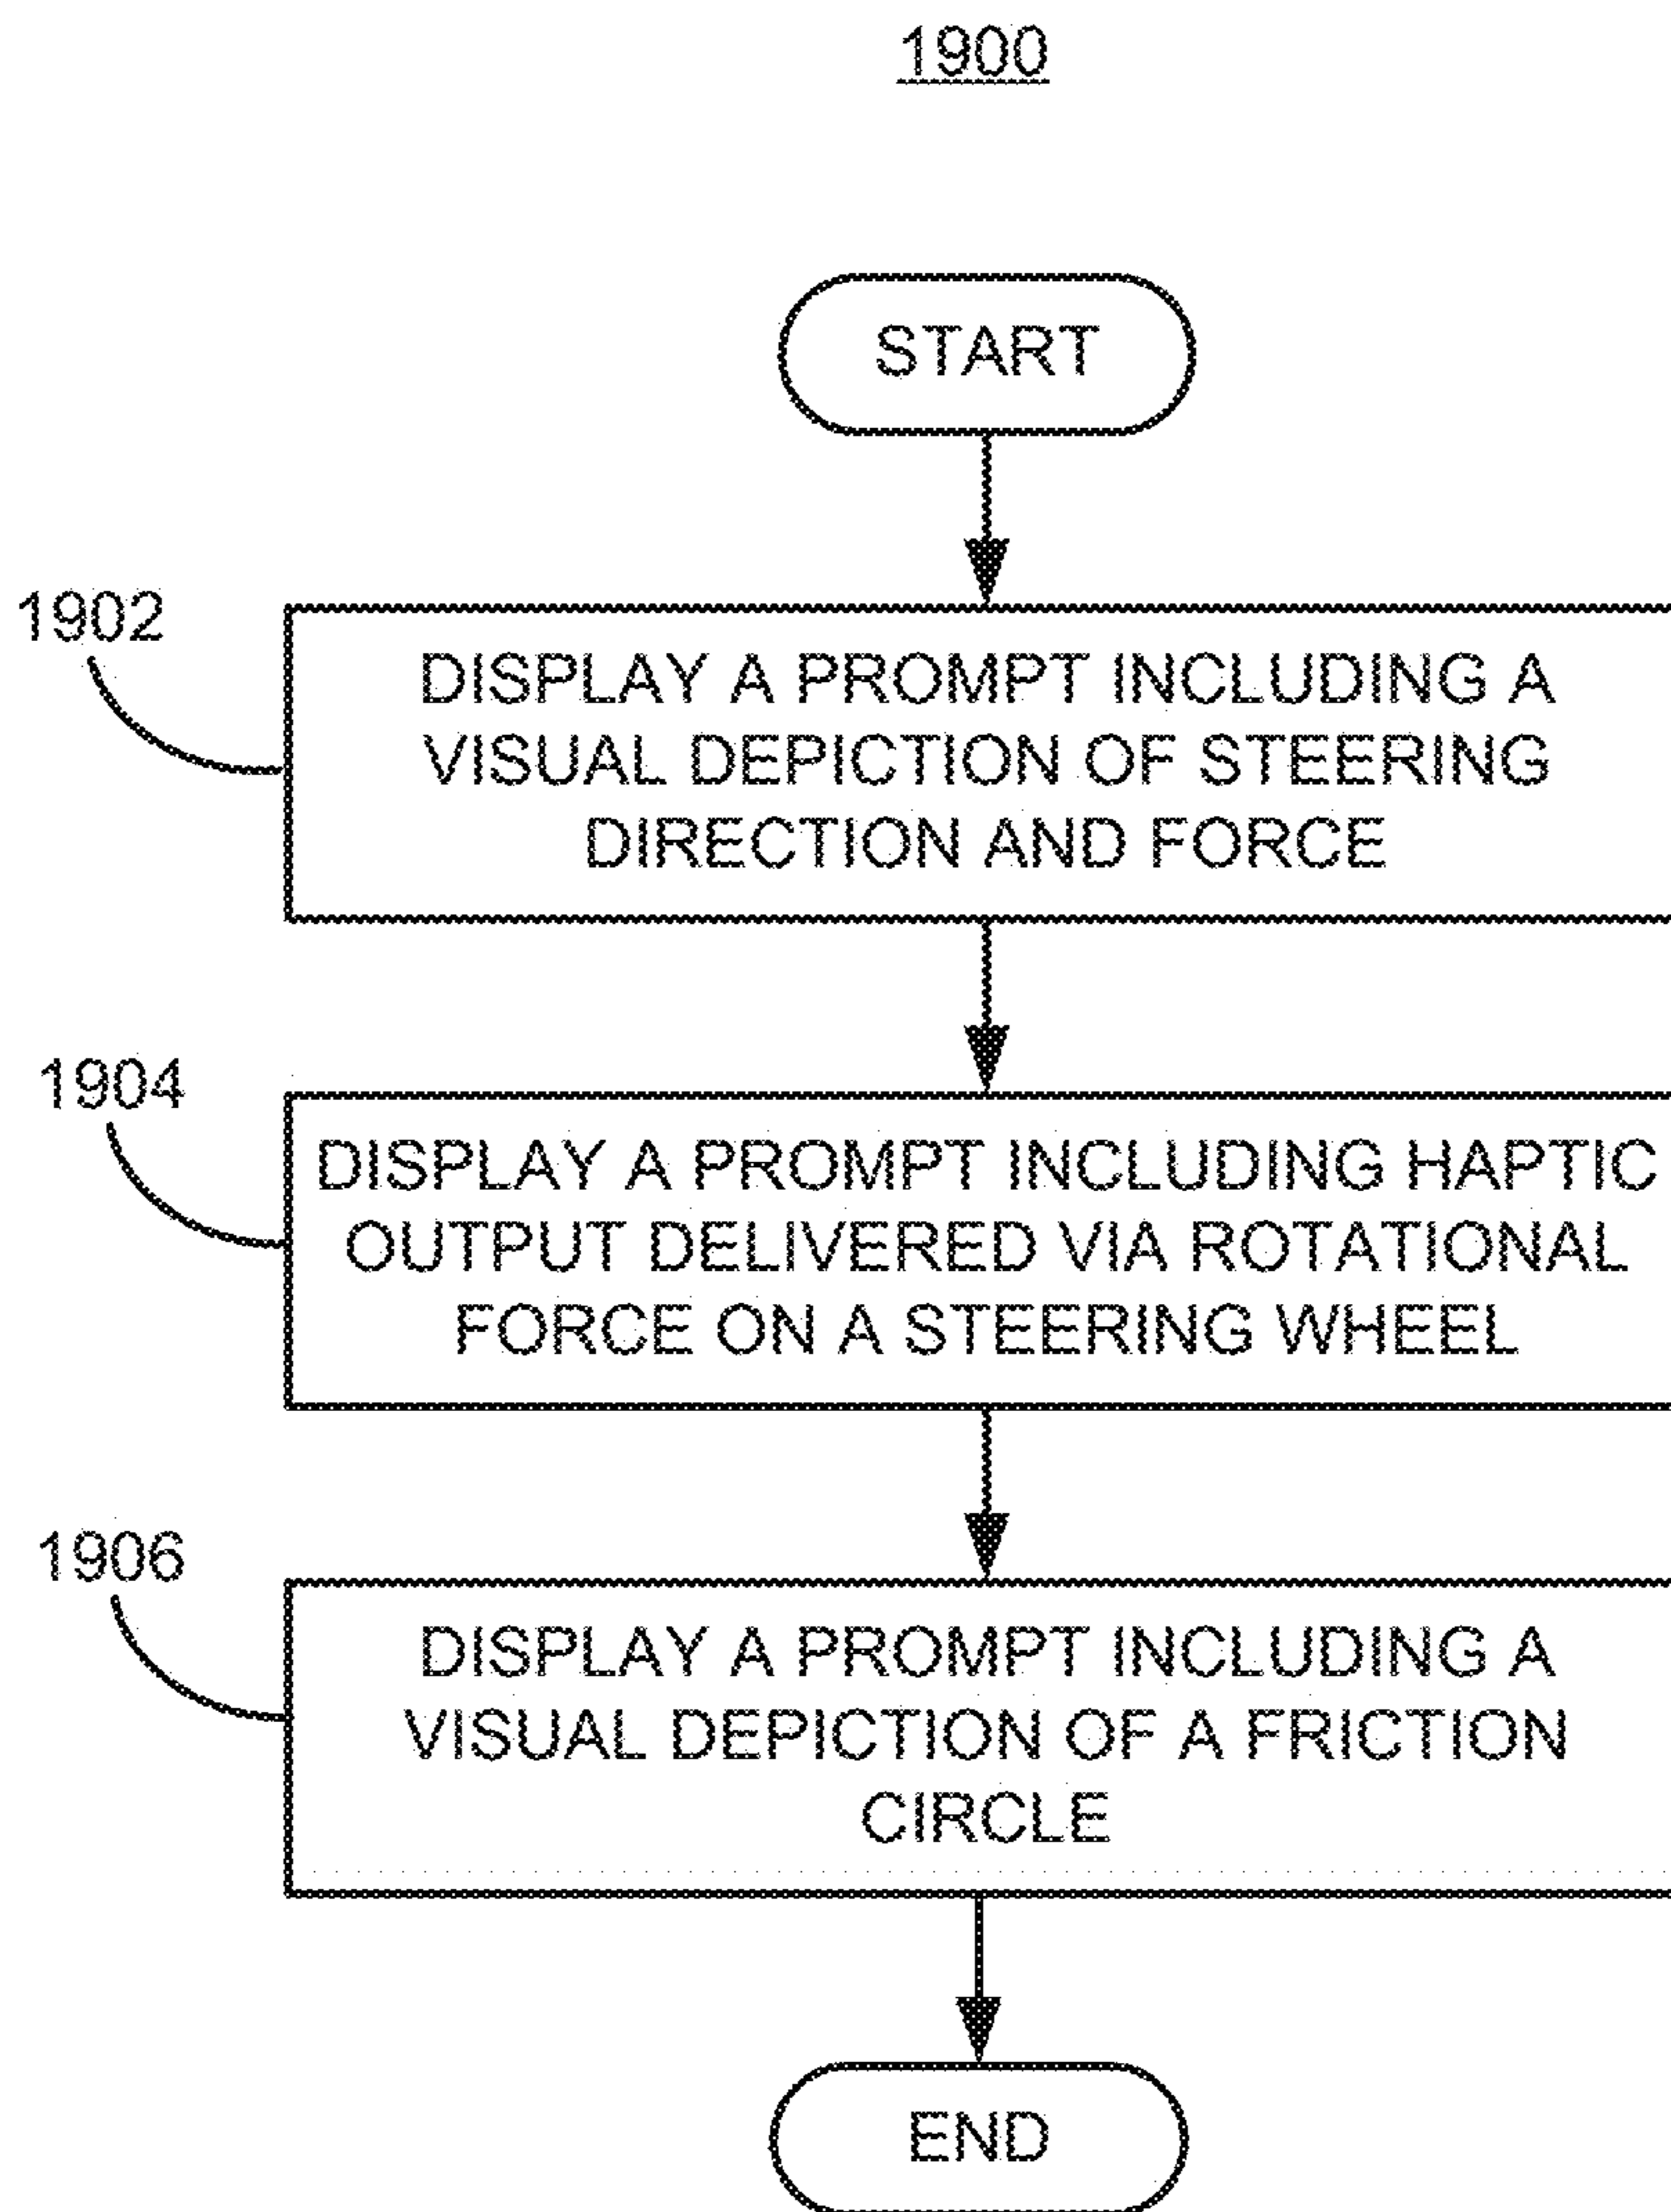 1900
START
1902
DISPLAY A PROMPT INCLUDING A
VISUAL DEPICTION OF STEERING
DIRECTION AND FORCE
1904
DISPLAY A PROMPT INCLUDING HAPTIC
OUTPUT DELIVERED VIA ROTATIONAL
FORCE ON A STEERING WHEEL
1906
DISPLAY A PROMPT INCLUDING A
VISUAL DEPICTION OF A FRICTION
CIRCLE
END